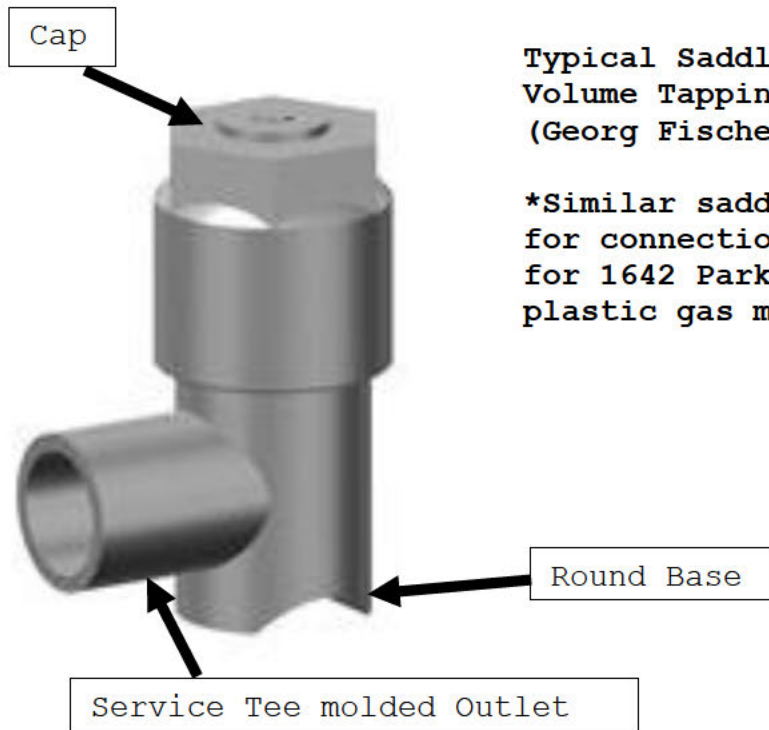 Cap
Typical Saddl
Volume Tappin
(Georg Fische
*Similar sadd
for connectio
for 1642 Park
plastic gas m
Round Base
Service Tee molded Outlet